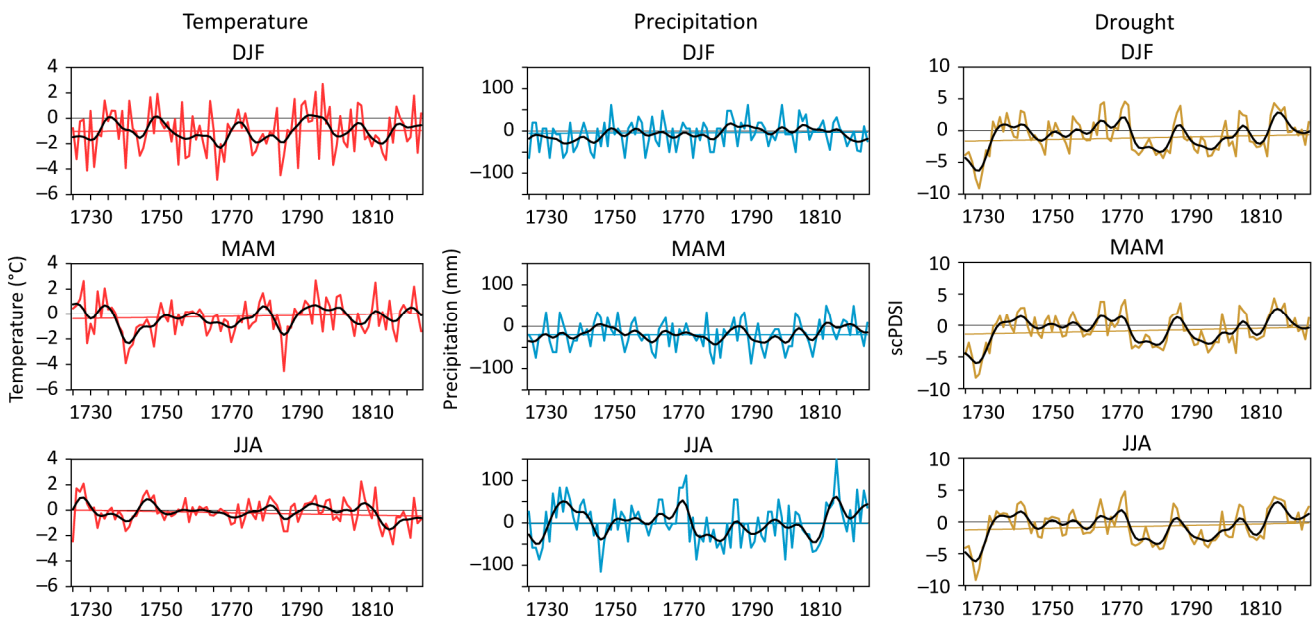 Temperature Precipitation Drought
DJF DJF DJF
4 2 0 −2 −4 −6
100 0 −100
10 5 0 −5 −10
1730 1750 1770 1790 1810
1730 1750 1770 1790 1810
1730 1750 1770 1790 1810
Temperature (°C)
Precipitation (mm)
scPDSI
MAM MAM MAM
4 2 0 −2 −4 −6
100 0 −100
10 5 0 −5 −10
1730 1750 1770 1790 1810
1730 1750 1770 1790 1810
1730 1750 1770 1790 1810
JJA JJA JJA
4 2 0 −2 −4 −6
100 0 −100
10 5 0 −5 −10
1730 1750 1770 1790 1810
1730 1750 1770 1790 1810
1730 1750 1770 1790 1810